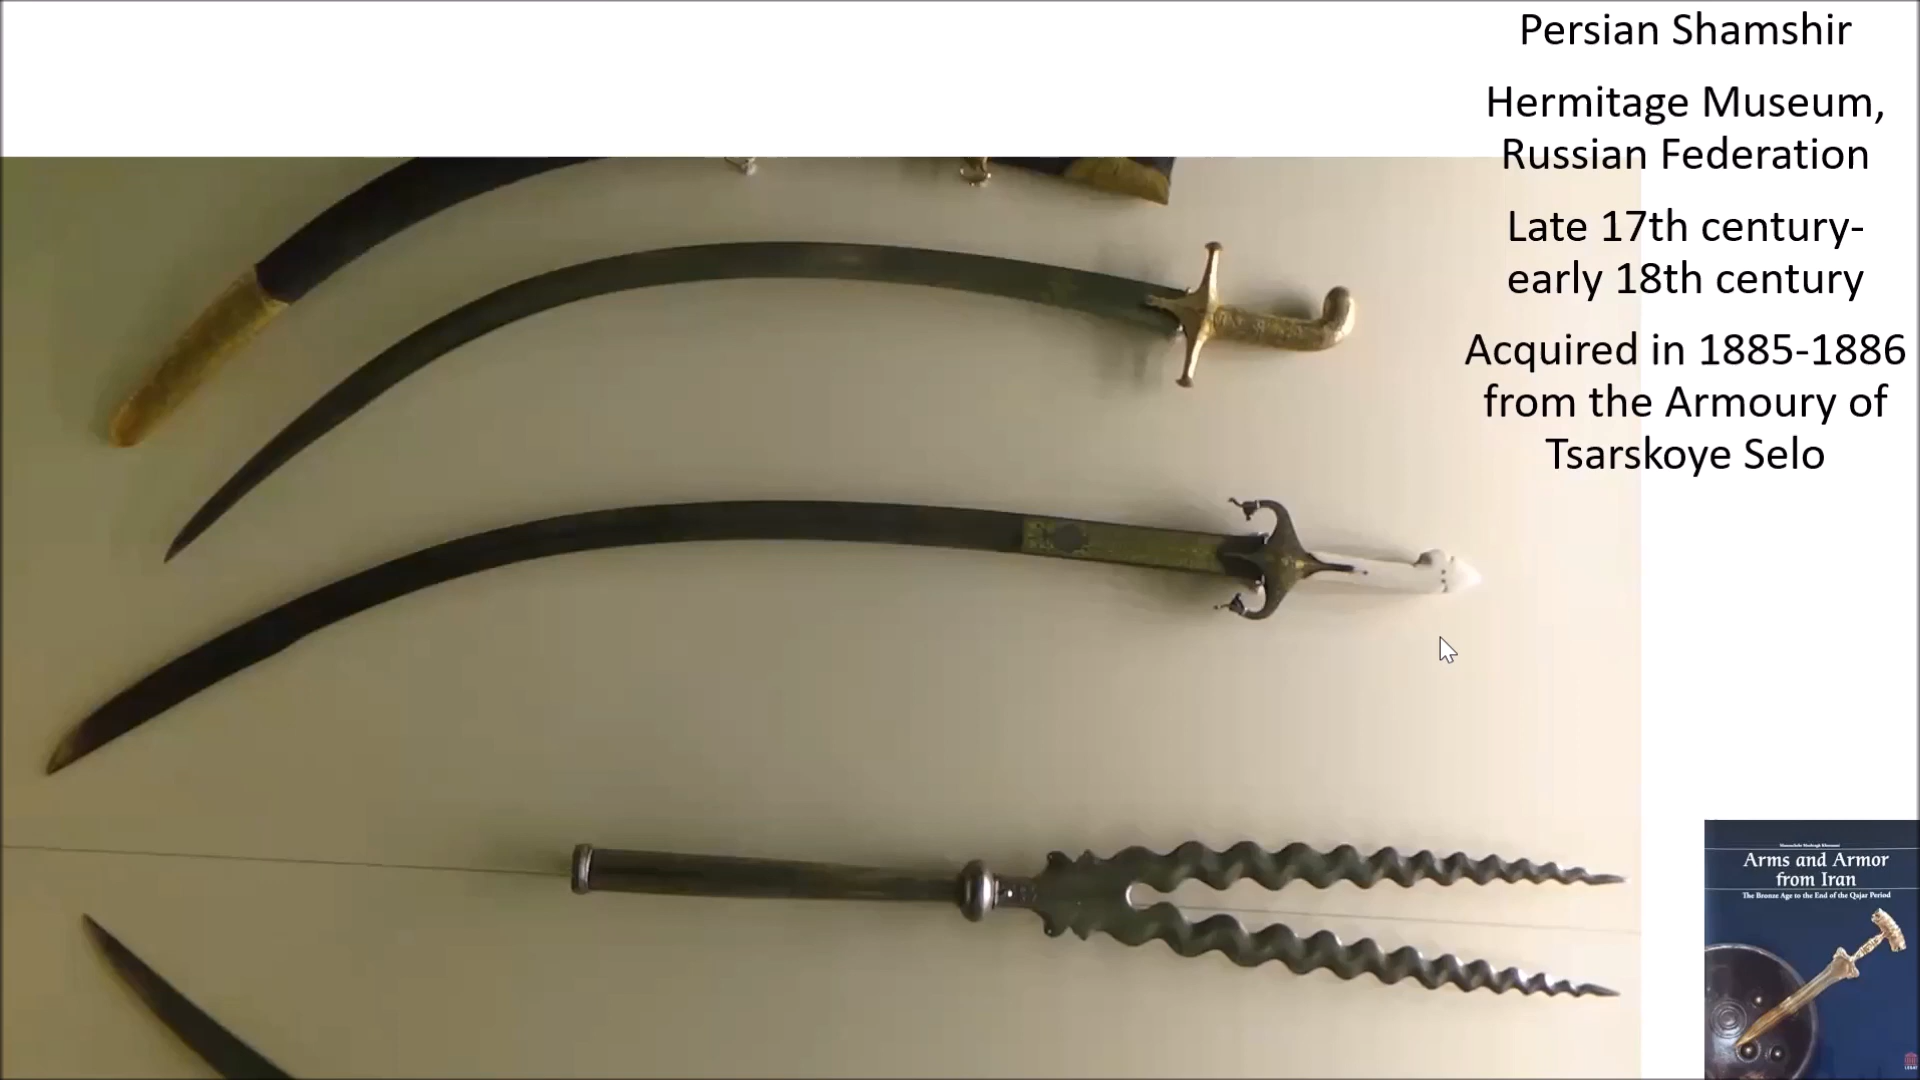 Persian Shamshir
Hermitage Museum,
Russian Federation
Late 17th century-
early 18th century
Acquired in 1885-1886
from the Armoury of
Tsarskoye Selo
Arms and Armor
from Iran
The Bronze Age to the End of the Qajar Period